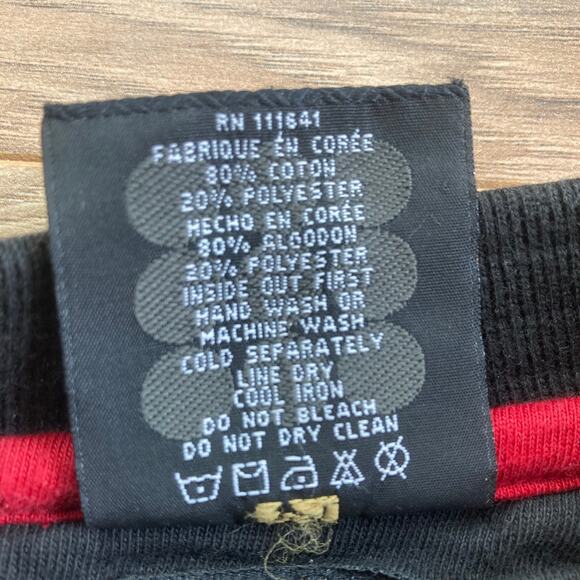 RN 111641
FABRIQUE ÉN CORÉE
80% COTON
20% POLYESTER
HECHO EN CORÉE
80% ALGODON
20% POLYESTER
INSIDE OUT FIRST
HAND WASH OR
MACHINE WASH
COLD SEPARATELY
LINE DRY
COOL IRON
DO NOT BLEACH
DO NOT DRY CLEAN